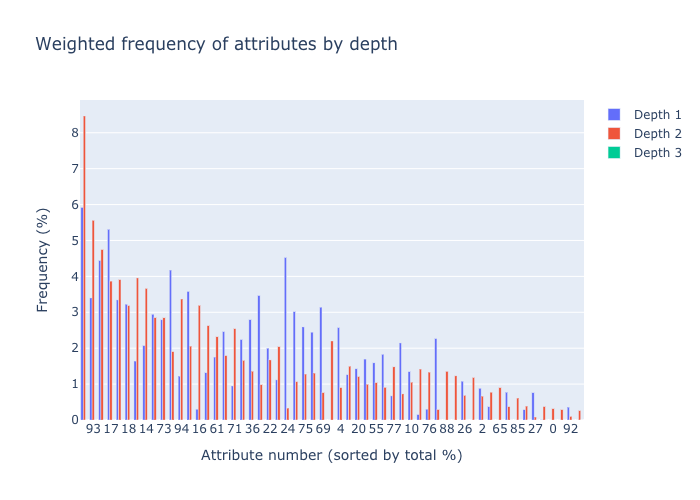 Weighted frequency of attributes by depth
Depth 1
Depth 2
Depth 3
Frequency (%)
8
7
6
5
4
3
2
1
0
93 17 18 14 73 94 16 61 71 36 22 24 75 69 4 20 55 77 10 76 88 26 2 65 85 27 0 92
Attribute number (sorted by total %)